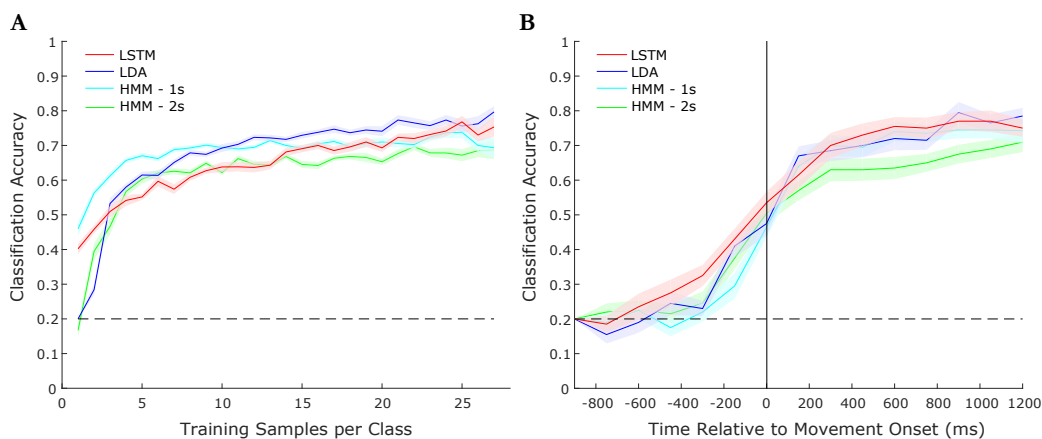 A
Classification Accuracy
1
0.9
0.8
0.7
0.6
0.5
0.4
0.3
0.2
0.1
0
LSTM
LDA
HMM - 1s
HMM - 2s
0 5 10 15 20 25
Training Samples per Class
B
Classification Accuracy
1
0.9
0.8
0.7
0.6
0.5
0.4
0.3
0.2
0.1
0
LSTM
LDA
HMM - 1s
HMM - 2s
-800 -600 -400 -200 0 200 400 600 800 1000 1200
Time Relative to Movement Onset (ms)